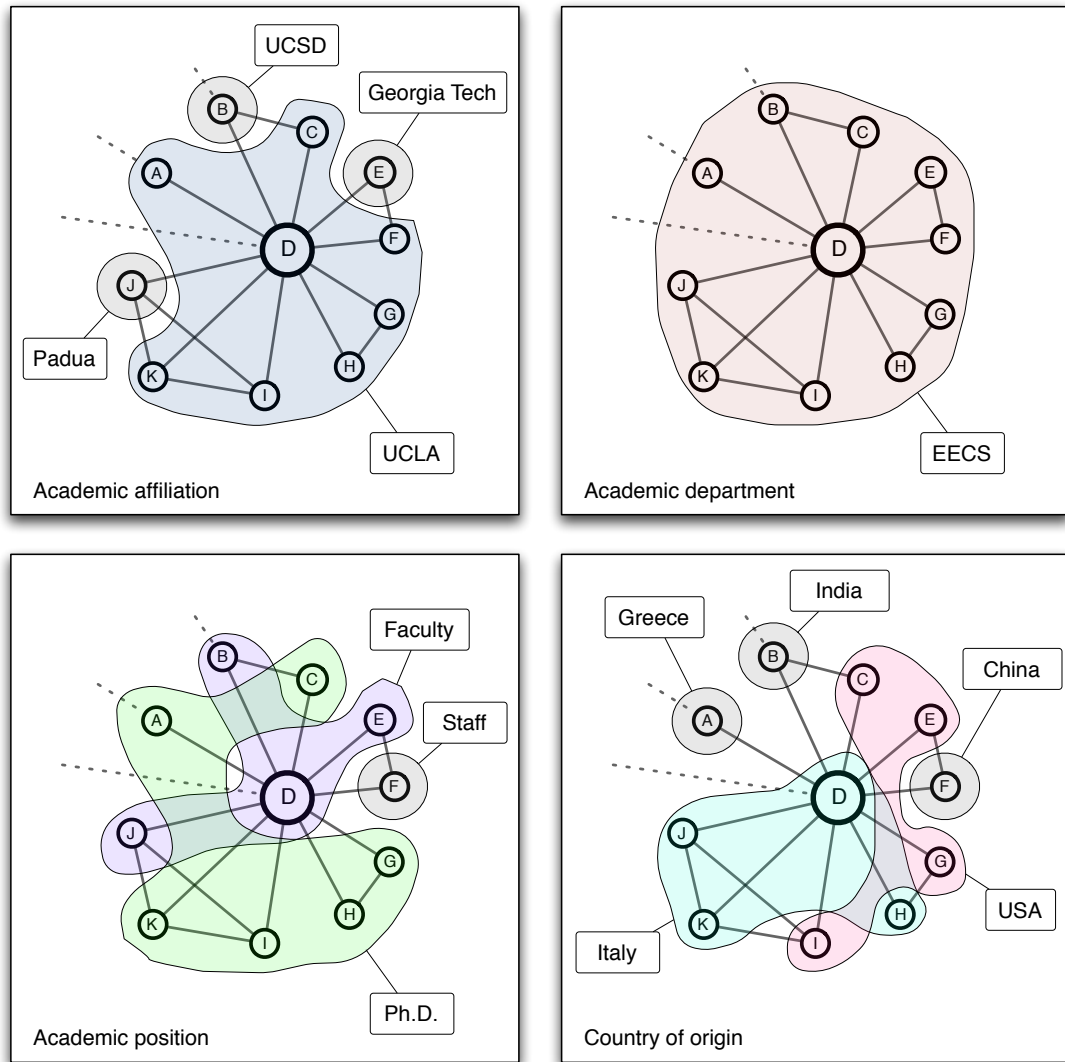 UCSD
Georgia Tech
B
C
A
E
D
F
J
G
Padua
H
K
I
UCLA
Academic affiliation
B
C
A
E
D
F
J
G
H
K
I
EECS
Academic department
Faculty
B
C
Staff
A
E
D
F
J
G
H
K
I
Ph.D.
Academic position
India
Greece
China
B
C
A
E
D
F
J
G
USA
H
K
I
Italy
Country of origin